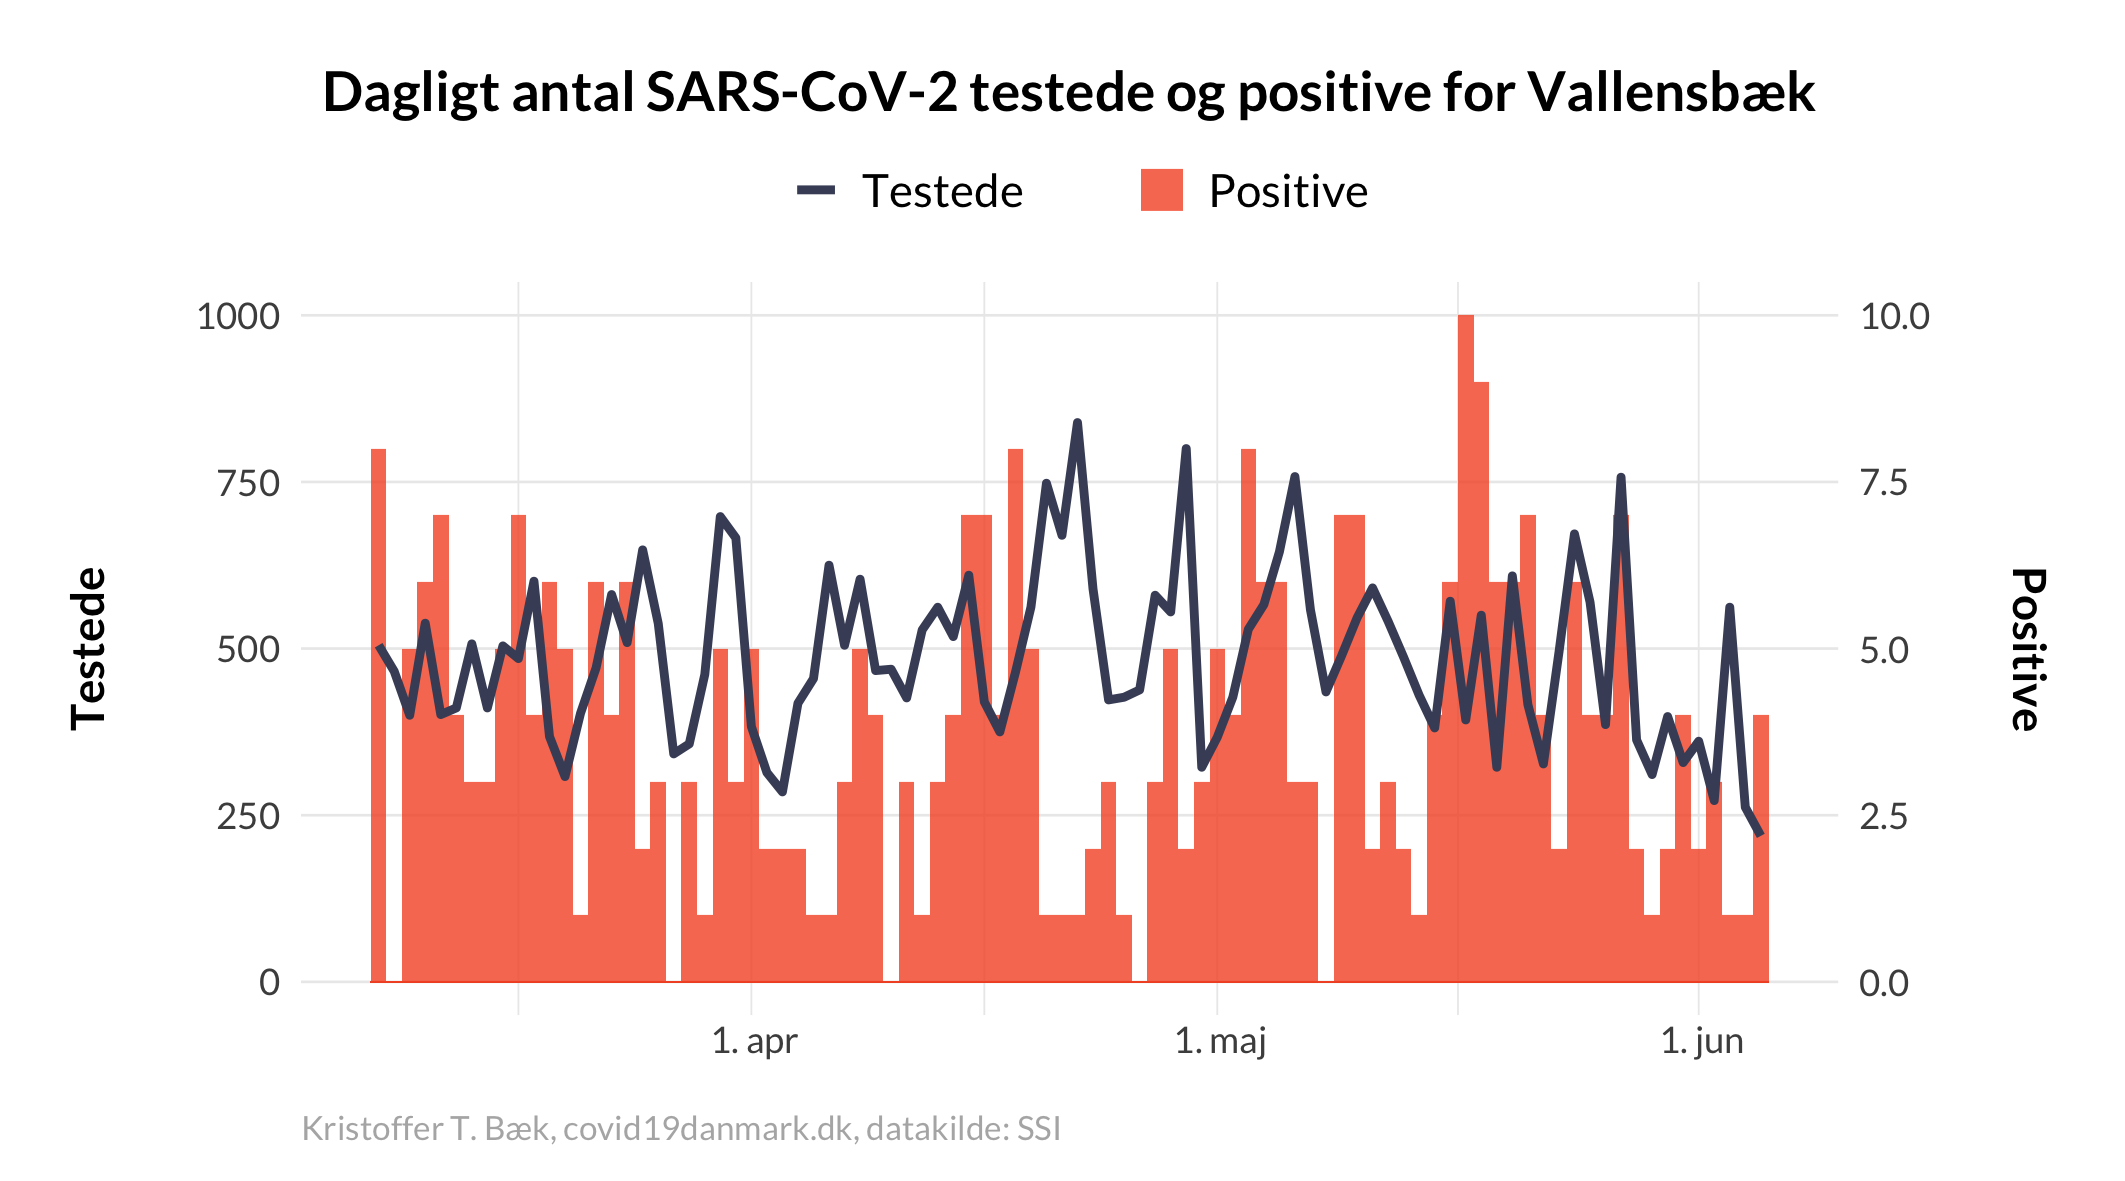 Dagligt antal SARS-CoV-2 testede og positive for Vallensbæk
Testede
Positive
1000
750
500
250
0
10.0
7.5
5.0
2.5
0.0
Testede
Positive
1. apr
1. maj
1. jun
Kristoffer T. Bæk, covid19danmark.dk, datakilde: SSI